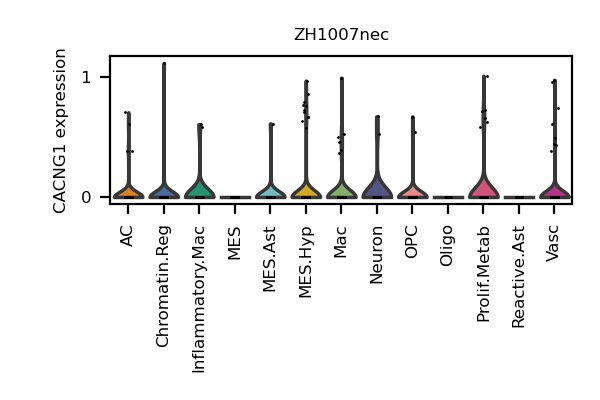 ZH1007nec
CACNG1 expression
1
0
AC
Chromatin.Reg
Inflammatory.Mac
MES
MES.Ast
MES.Hyp
Mac
Neuron
OPC
Oligo
Prolif.Metab
Reactive.Ast
Vasc